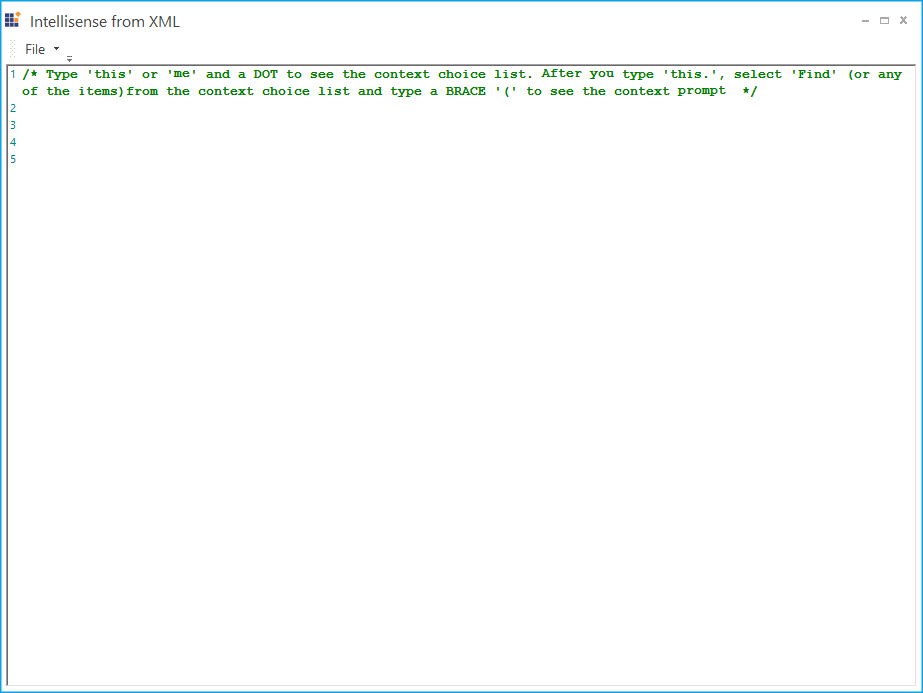 Intellisense from XML
File
1 /* Type 'this' or 'me' and a DOT to see the context choice list. After you type 'this.', select 'Find' (or any
of the items)from the context choice list and type a BRACE '(' to see the context prompt  */
2
3
4
5